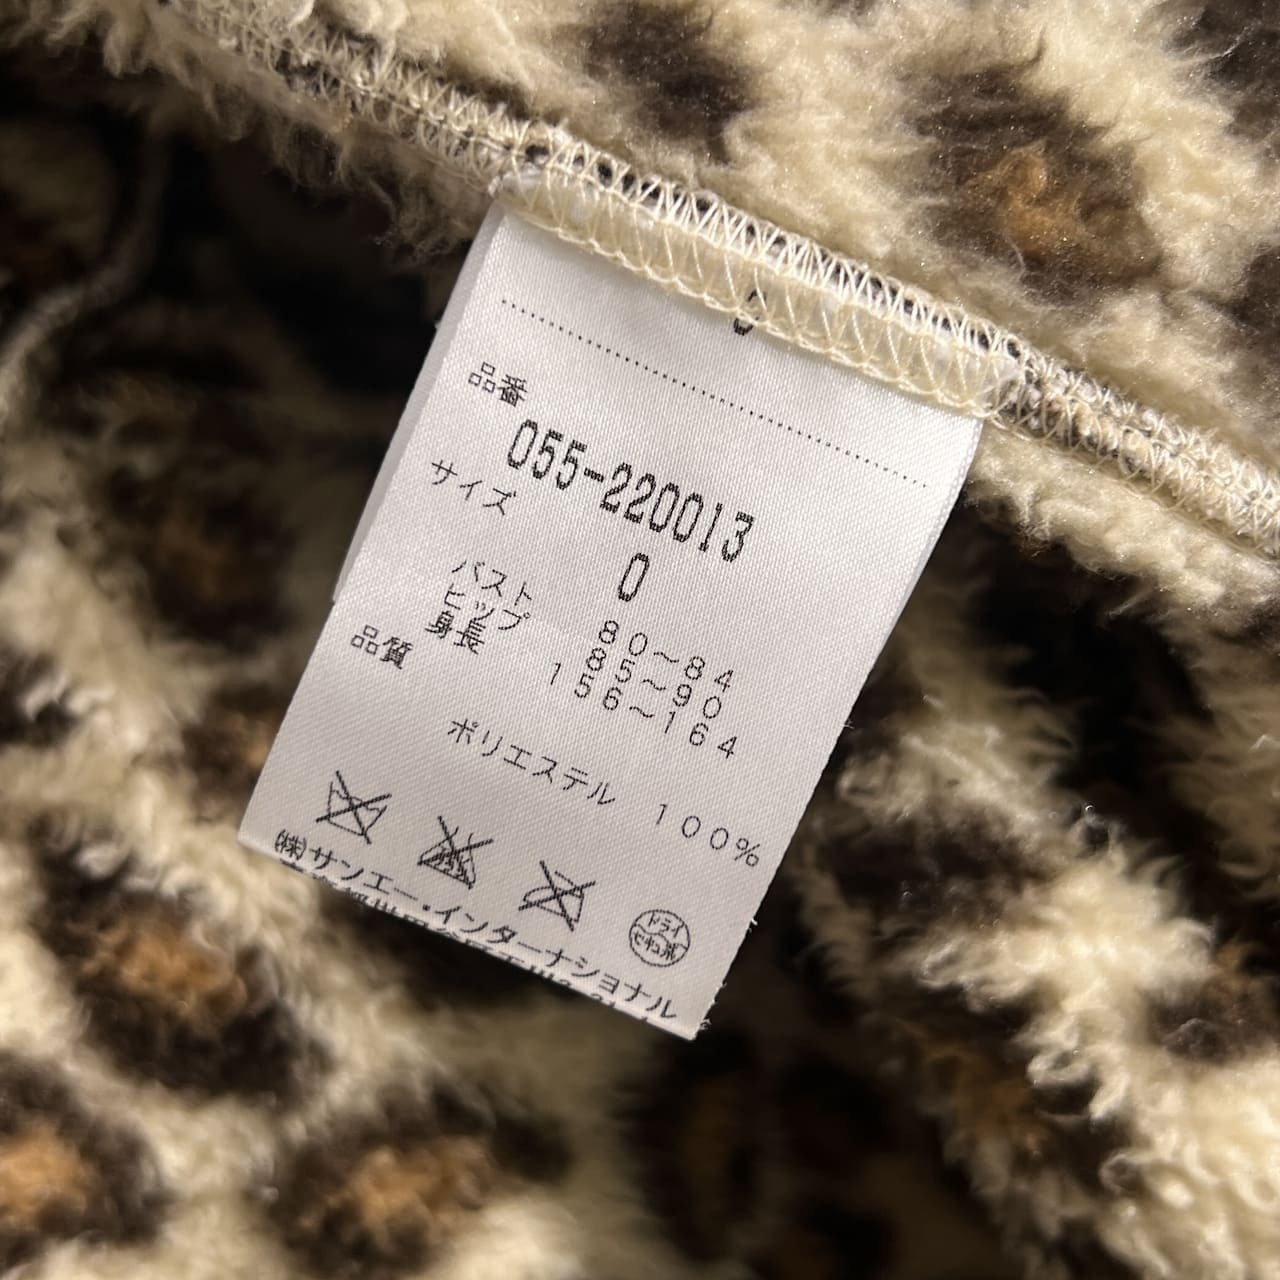 品番
055-220013
サイズ
0
バスト 80～84
ヒップ 85～90
身長 156～164
品質
ポリエステル 100%
ドライ
セキユ系
(株)サンエー・インターナショナル